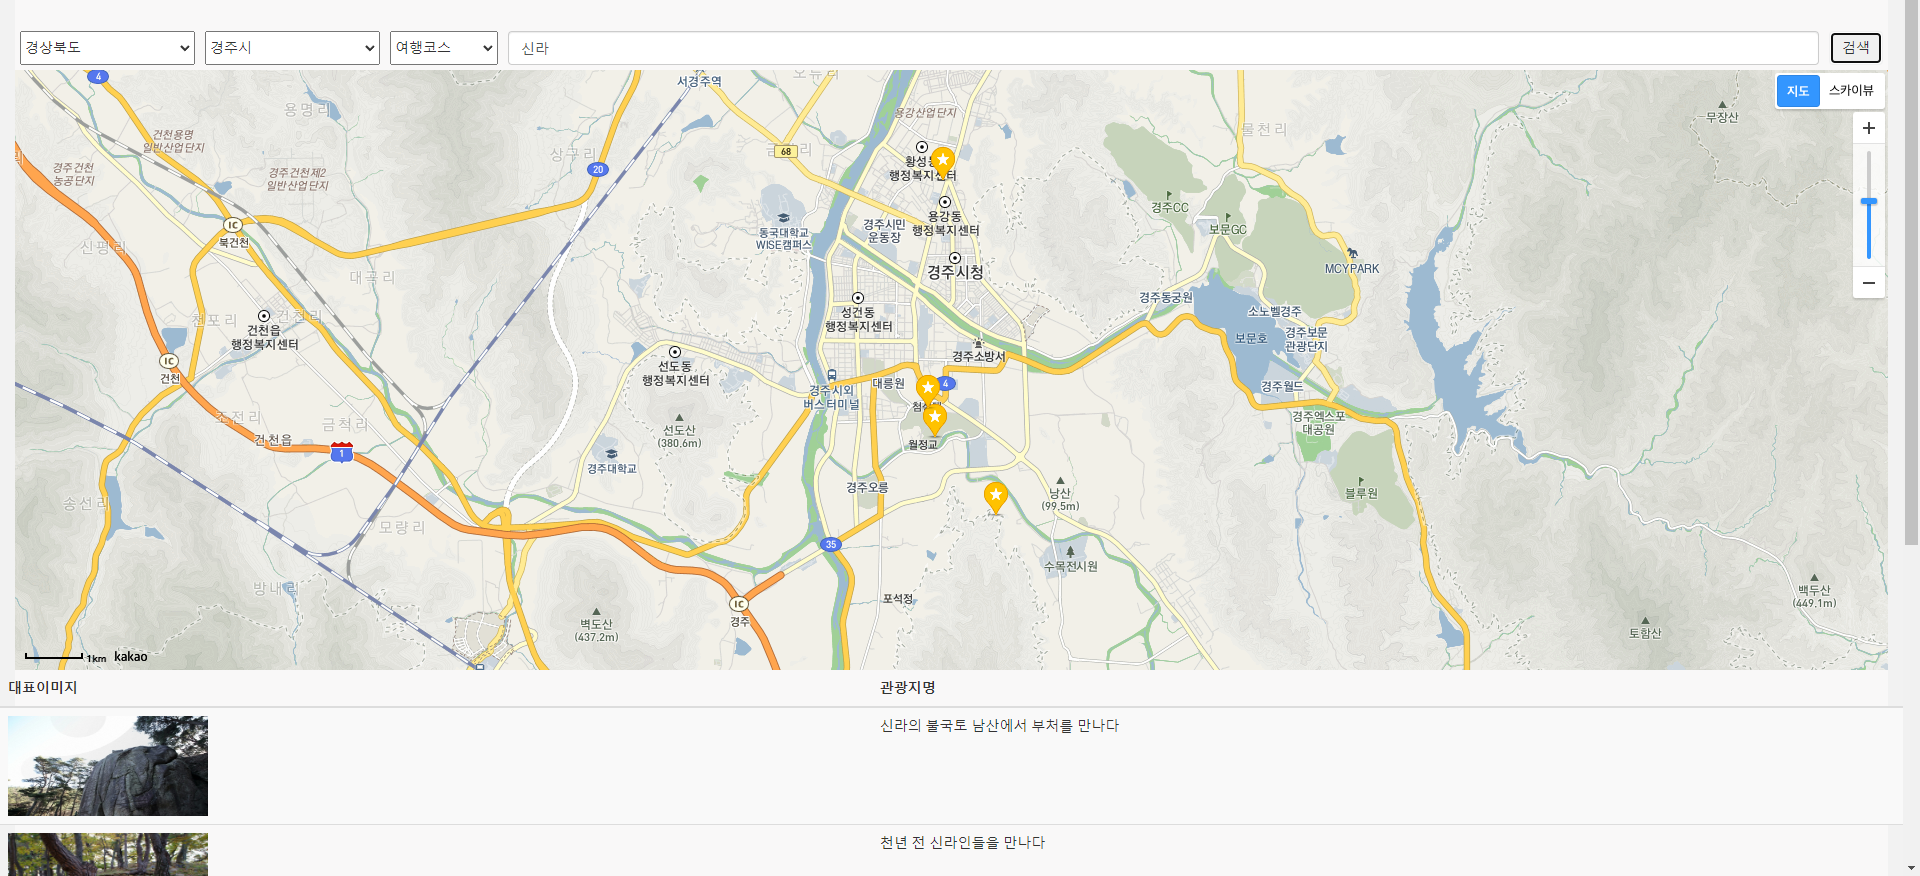 경상북도 경주시 여행코스 신라 검색
지도 스카이뷰
4
서경주역
오류리
용명리
용강산업단지
무장산
물천리
건천용명
일반산업단지
68
황성동
행정복지센터
상구리
20
경주건천
농공단지
경주건천제2
일반산업단지
경주CC
용강동
행정복지센터
동국대학교
WISE캠퍼스
경주시민
운동장
보문GC
IC
북건천
신평리
경주시청
MCYPARK
대곡리
경주동궁원
성건동
행정복지센터
소노벨경주
천포리
건천리
건천읍
행정복지센터
보문호
경주보문
관광단지
경주소방서
IC
건천
선도동
행정복지센터
대릉원
4
경주월드
경주시외
버스터미널
조전리
금척리
선도산
(380.6m)
월정교
경주엑스포
대공원
건천읍
1
경주대학교
경주오릉
남산
(99.5m)
블루원
송선리
모량리
35
수목전시원
방내리
포석정
백두산
(449.1m)
IC
경주
벽도산
(437.2m)
토함산
1km kakao
대표이미지 관광지명
신라의 불국토 남산에서 부처를 만나다
천년 전 신라인들을 만나다